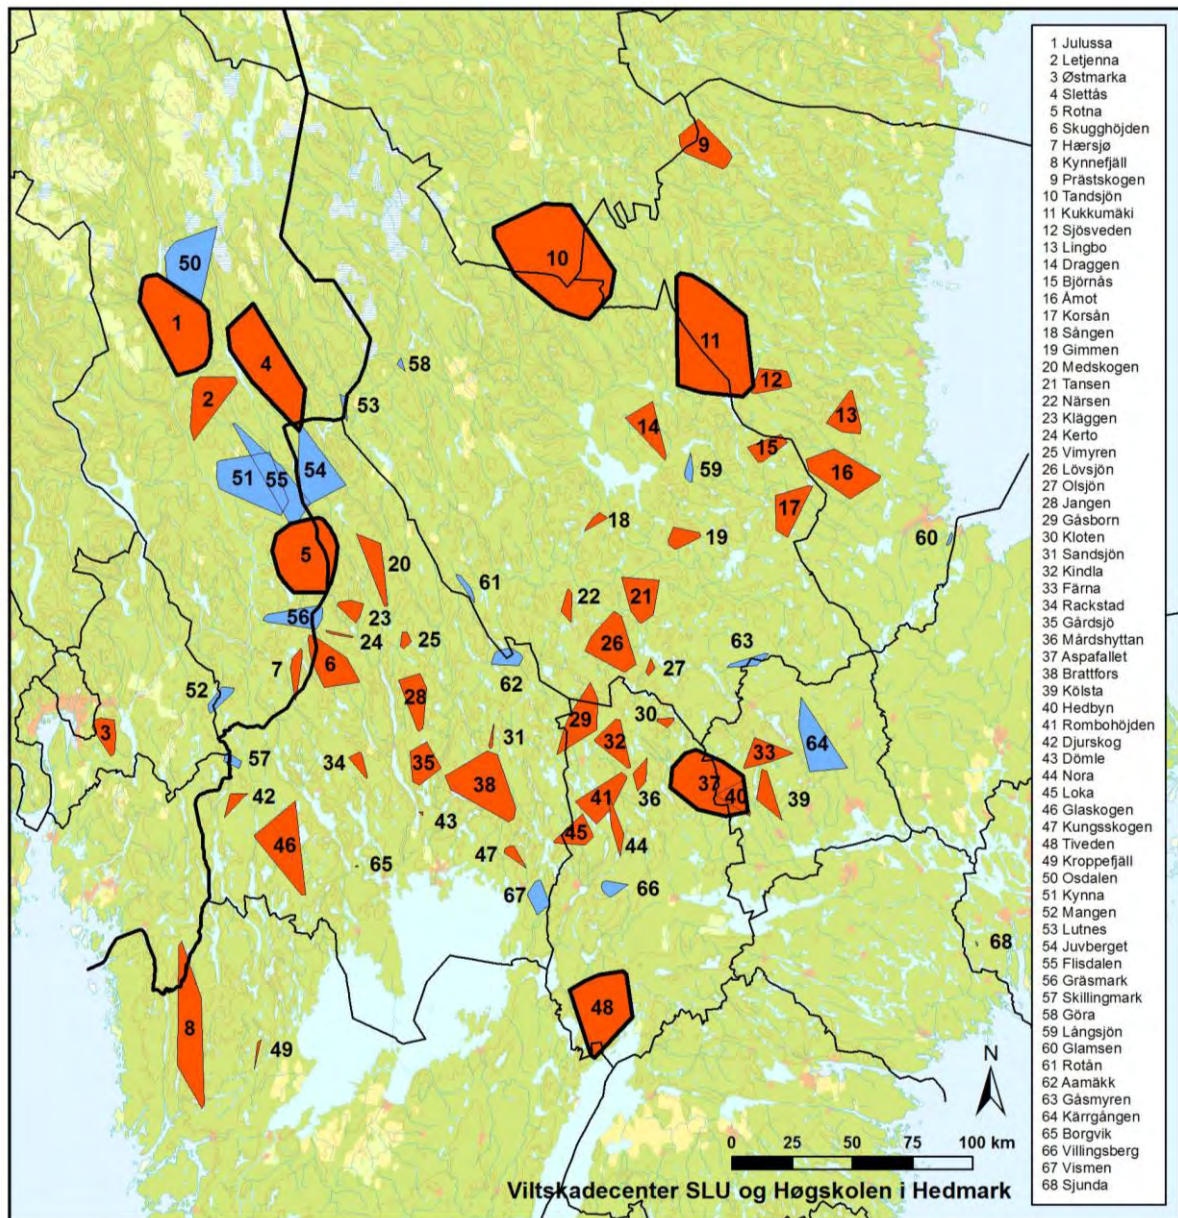 1 Julussa
2 Letjenna
3 Østmarka
4 Slettås
5 Rotna
6 Skugghöjden
7 Hærsjø
8 Kynnefjäll
9 Prästskogen
10 Tandsjön
11 Kukkumäki
12 Sjösveden
13 Lingbo
14 Draggen
15 Björnås
16 Åmot
17 Korsån
18 Sången
19 Gimmen
20 Medskogen
21 Tansen
22 Närsen
23 Kläggen
24 Kerto
25 Vimyren
26 Lövsjön
27 Olsjön
28 Jangen
29 Gåsborn
30 Kloten
31 Sandsjön
32 Kindla
33 Färna
34 Rackstad
35 Gårdsjö
36 Mårdshyttan
37 Aspafallet
38 Brattfors
39 Kölsta
40 Hedbyn
41 Rombohöjden
42 Djurskog
43 Dömle
44 Nora
45 Loka
46 Glaskogen
47 Kungsskogen
48 Tiveden
49 Kroppefjäll
50 Osdalen
51 Kynna
52 Mangen
53 Lutnes
54 Juvberget
55 Flisdalen
56 Gräsmark
57 Skillingmark
58 Göra
59 Långsjön
60 Glamsen
61 Rotån
62 Aamäkk
63 Gåsmyren
64 Kärrgången
65 Borgvik
66 Villingsberg
67 Vismen
68 Sjunda
9
50
10
1
11
4
58
12
2
53
13
14
15
54
59
16
51
55
17
18
19
60
5
20
61
22
21
56
23
24
25
26
63
7
6
62
27
52
28
29
30
3
31
32
33
64
57
34
35
38
37
40
36
39
42
41
43
45
44
46
47
65
67
66
68
48
8
49
N
0 25 50 75 100 km
Viltskadecenter SLU og Høgskolen i Hedmark